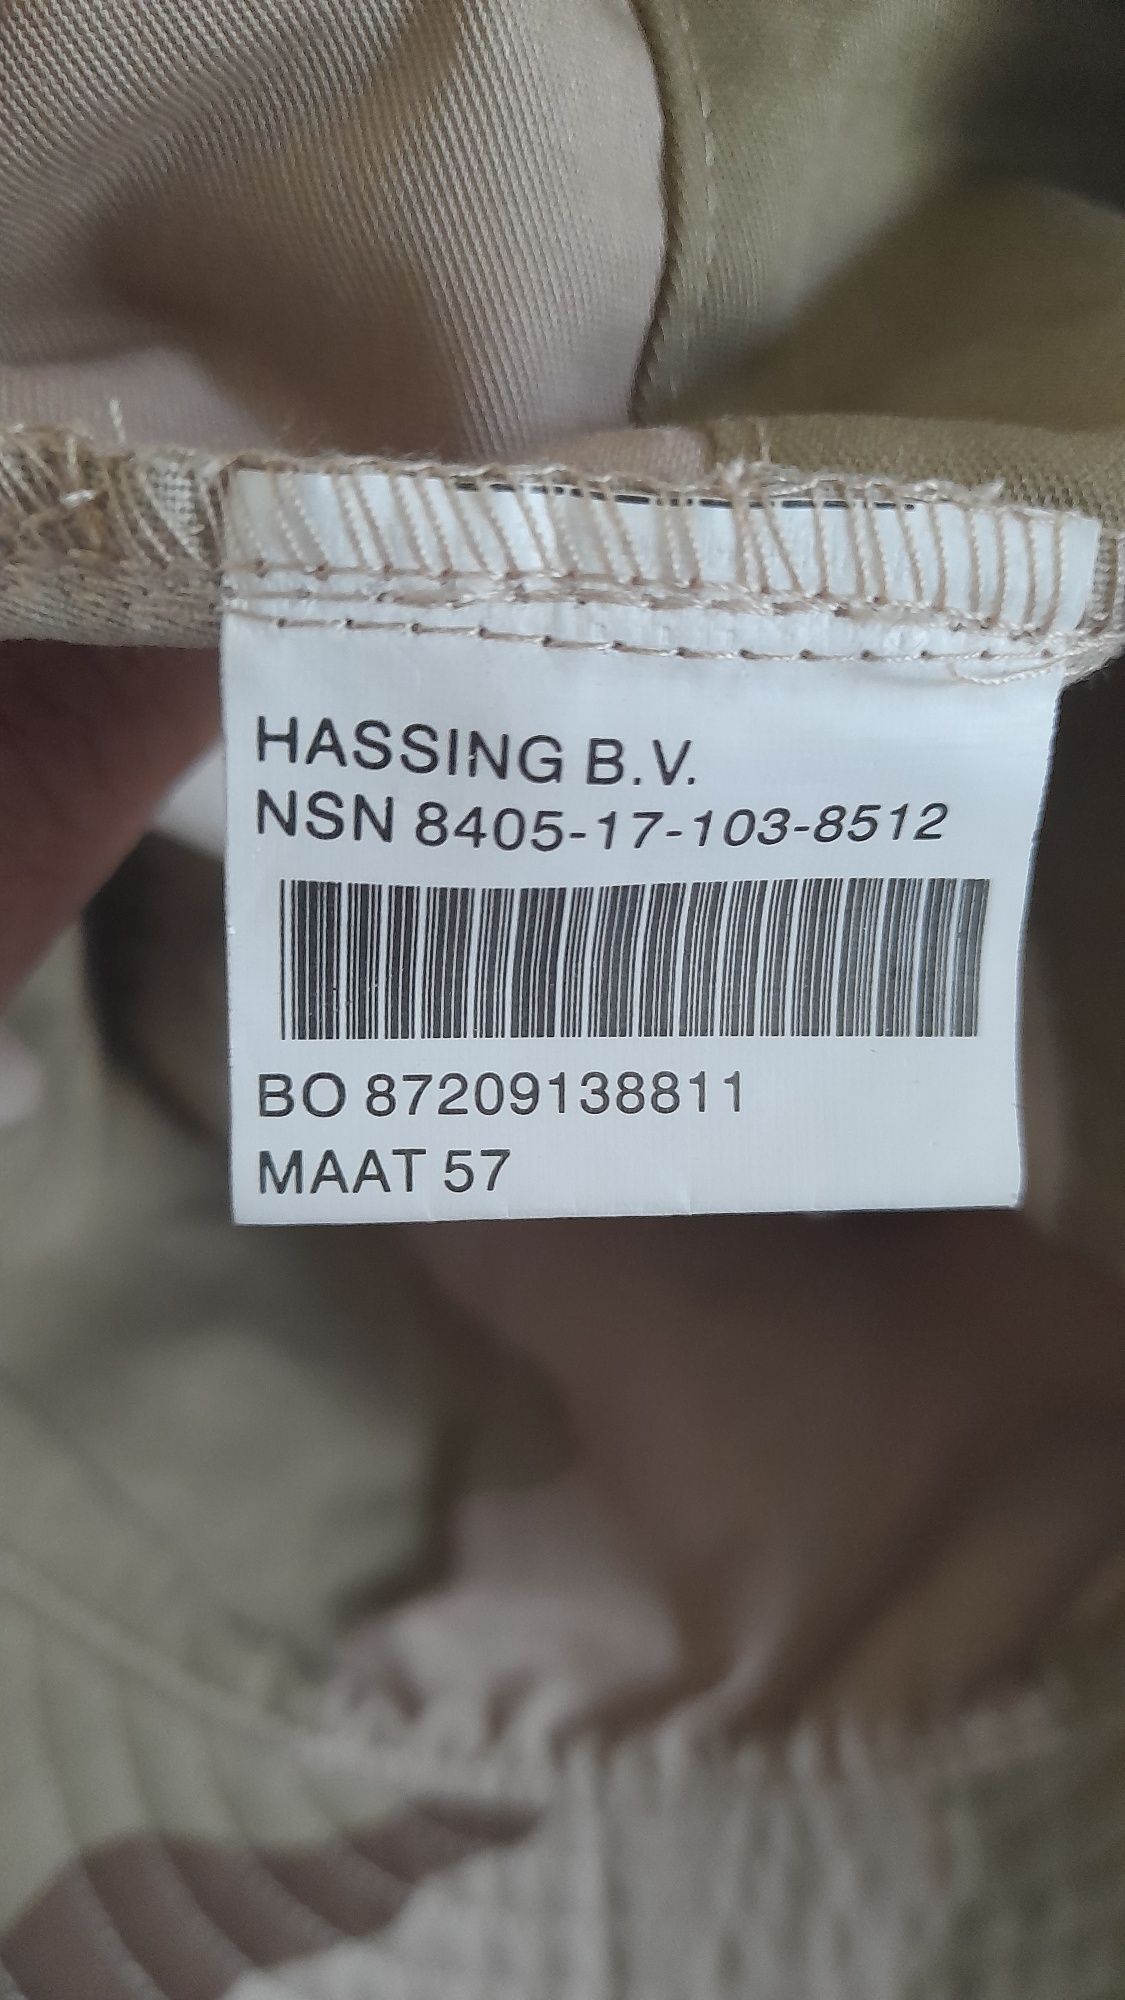 HASSING B.V.
NSN 8405-17-103-8512
BO 87209138811
MAAT 57